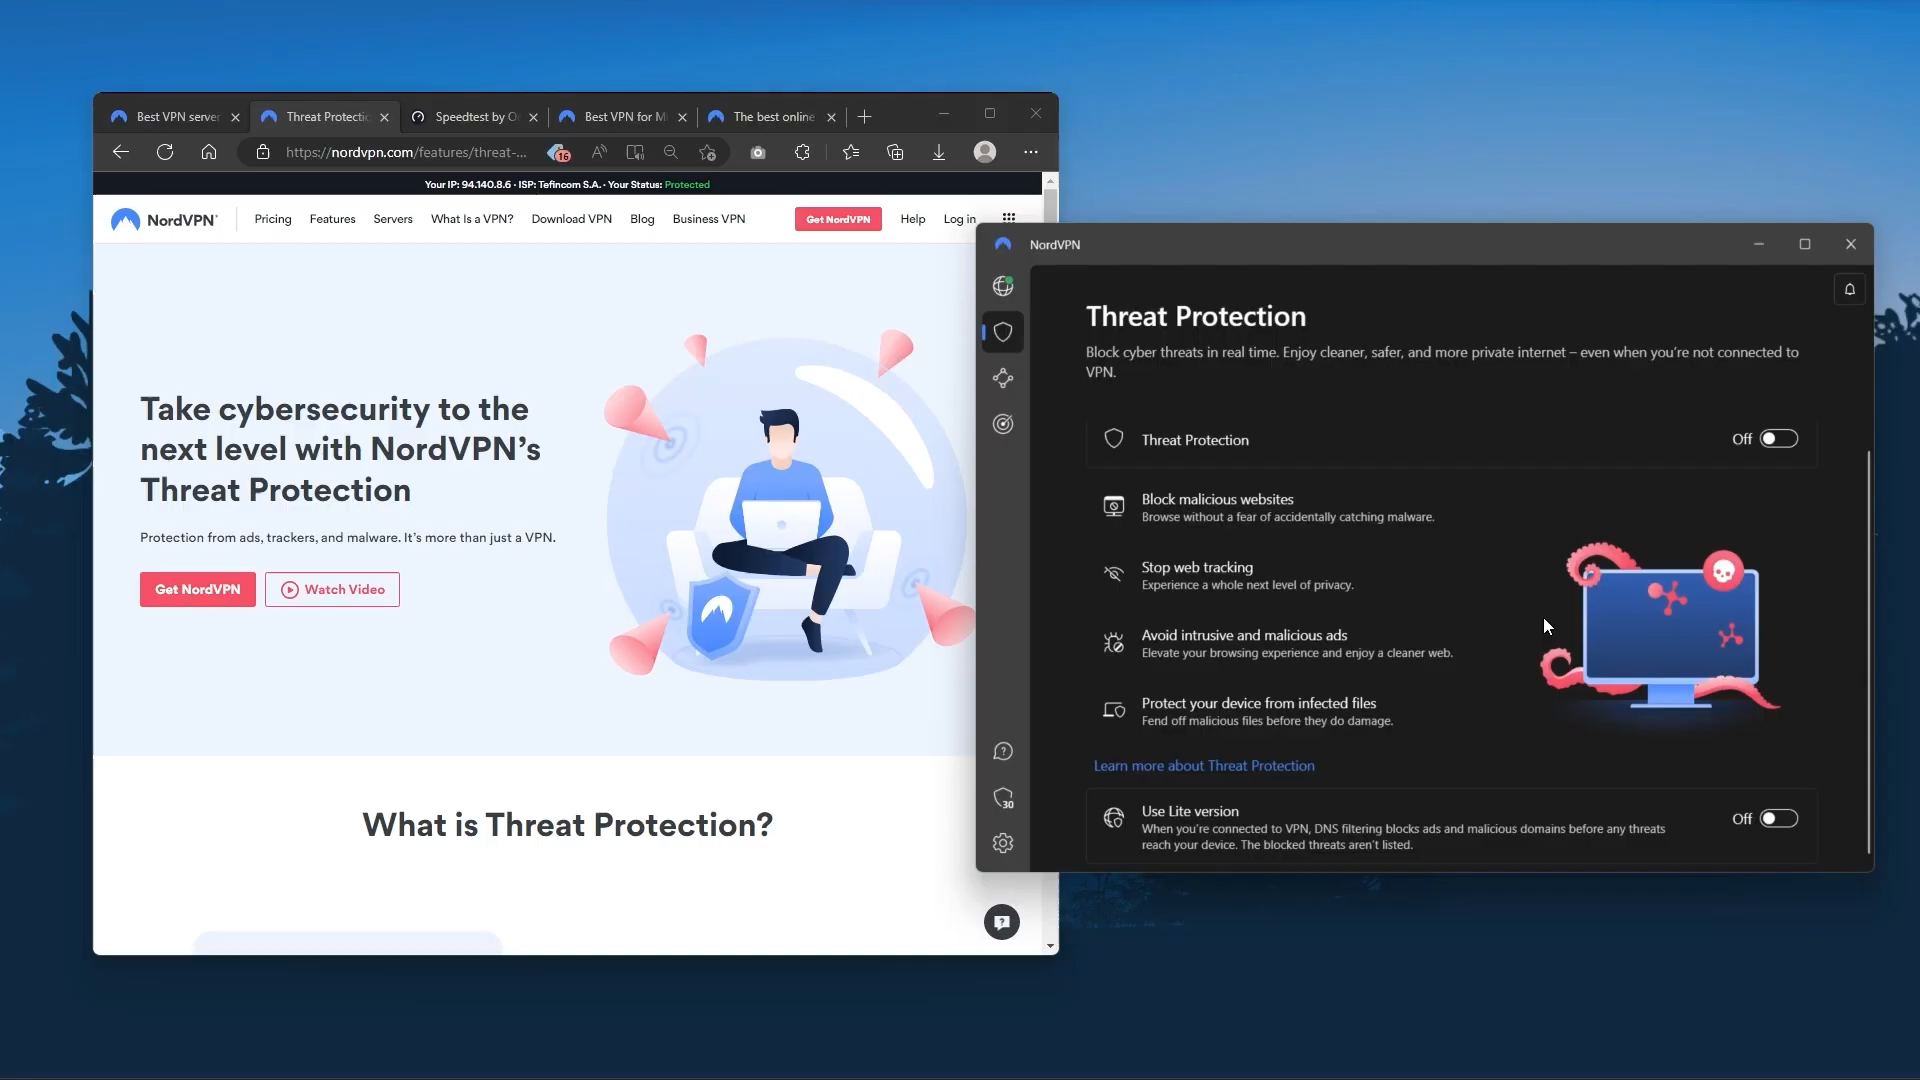 Best VPN server
Threat Protectio
Speedtest by O
Best VPN for M
The best online
https://nordvpn.com/features/threat-...
16
Your IP: 94.140.8.6 · ISP: Tefincom S.A. · Your Status: Protected
NordVPN®
Pricing
Features
Servers
What Is a VPN?
Download VPN
Blog
Business VPN
Get NordVPN
Help
Log in
Take cybersecurity to the
next level with NordVPN’s
Threat Protection
Protection from ads, trackers, and malware. It’s more than just a VPN.
Get NordVPN
Watch Video
What is Threat Protection?
NordVPN
Threat Protection
Block cyber threats in real time. Enjoy cleaner, safer, and more private internet – even when you’re not connected to
VPN.
Threat Protection
Off
Block malicious websites
Browse without a fear of accidentally catching malware.
Stop web tracking
Experience a whole next level of privacy.
Avoid intrusive and malicious ads
Elevate your browsing experience and enjoy a cleaner web.
Protect your device from infected files
Fend off malicious files before they do damage.
Learn more about Threat Protection
30
Use Lite version
Off
When you’re connected to VPN, DNS filtering blocks ads and malicious domains before any threats
reach your device. The blocked threats aren’t listed.